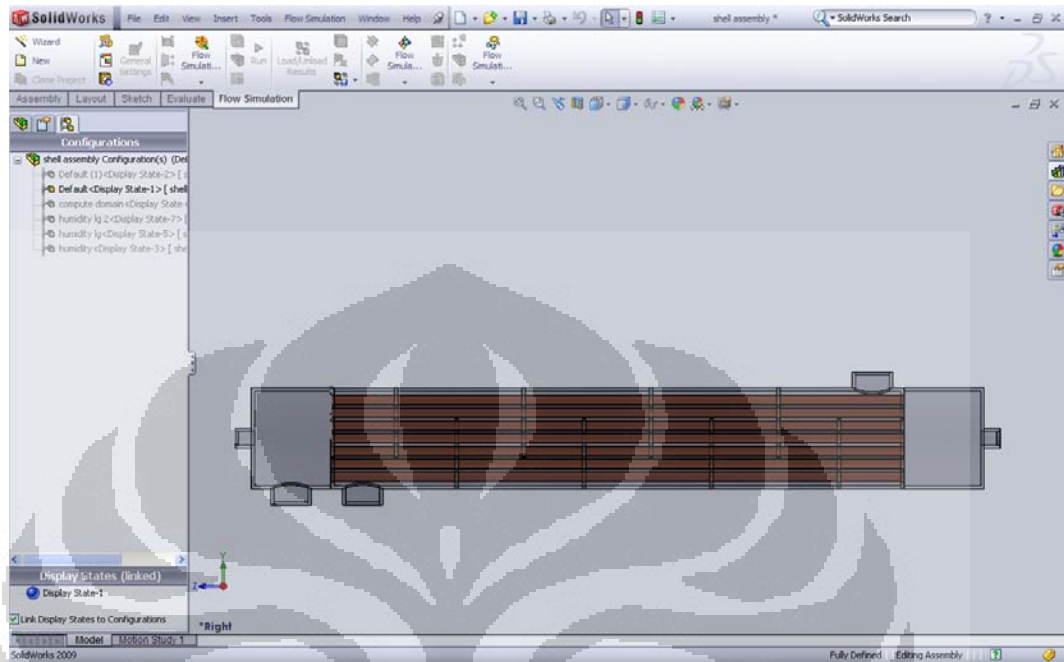 SolidWorks File Edit View Insert Tools Flow Simulation Window Help shell assembly * SolidWorks Search
Wizard
New
Clone Project
General Settings
Flow Simulati...
Run
Load/Unload Results
Flow Simula...
Flow Simulati...
Assembly Layout Sketch Evaluate Flow Simulation
Configurations
shell assembly Configuration(s) (Def
Default (1)<Display State-2> [ s
Default<Display State-1> [ shell
compute domain<Display State-
humidity lg 2<Display State-7> [
humidity lg<Display State-5> [ s
humidity<Display State-3> [ she
Display States (linked)
Display State-1
Link Display States to Configurations
Y
Z
*Right
Model Motion Study 1
SolidWorks 2009 Fully Defined Editing Assembly